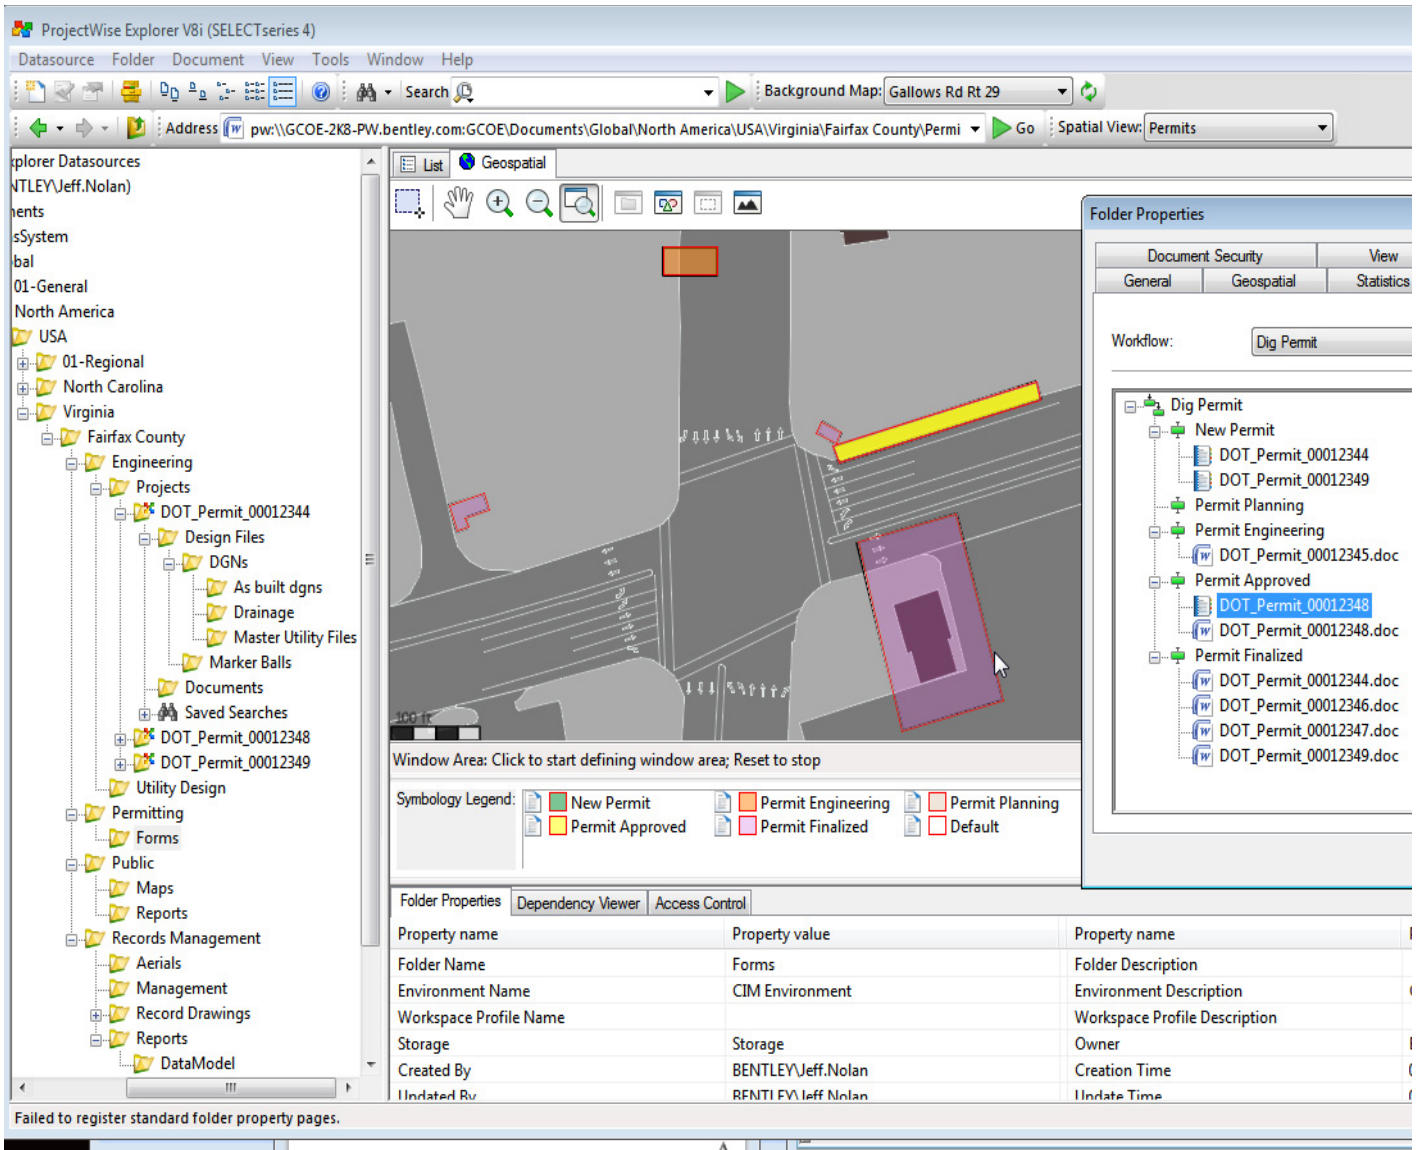 ProjectWise Explorer V8i (SELECTseries 4)
Datasource Folder Document View Tools Window Help
Search Background Map: Gallows Rd Rt 29
Address pw:\\GCOE-2K8-PW.bentley.com:GCOE\Documents\Global\North America\USA\Virginia\Fairfax County\Permi Go Spatial View: Permits
xplorer Datasources
NTLEY\Jeff.Nolan)
nents
sSystem
bal
01-General
North America
USA
01-Regional
North Carolina
Virginia
Fairfax County
Engineering
Projects
DOT_Permit_00012344
Design Files
DGNs
As built dgns
Drainage
Master Utility Files
Marker Balls
Documents
Saved Searches
DOT_Permit_00012348
DOT_Permit_00012349
Utility Design
Permitting
Forms
Public
Maps
Reports
Records Management
Aerials
Management
Record Drawings
Reports
DataModel
List Geospatial
100 ft
Window Area: Click to start defining window area; Reset to stop
Symbology Legend: New Permit Permit Engineering Permit Planning
Permit Approved Permit Finalized Default
Folder Properties
Document Security View
General Geospatial Statistics
Workflow: Dig Permit
Dig Permit
New Permit
DOT_Permit_00012344
DOT_Permit_00012349
Permit Planning
Permit Engineering
DOT_Permit_00012345.doc
Permit Approved
DOT_Permit_00012348
DOT_Permit_00012348.doc
Permit Finalized
DOT_Permit_00012344.doc
DOT_Permit_00012346.doc
DOT_Permit_00012347.doc
DOT_Permit_00012349.doc
Folder Properties Dependency Viewer Access Control
Property name Property value Property name
Folder Name Forms Folder Description
Environment Name CIM Environment Environment Description
Workspace Profile Name Workspace Profile Description
Storage Storage Owner
Created By BENTLEY\Jeff.Nolan Creation Time
Updated By BENTLEY\Jeff.Nolan Update Time
Failed to register standard folder property pages.